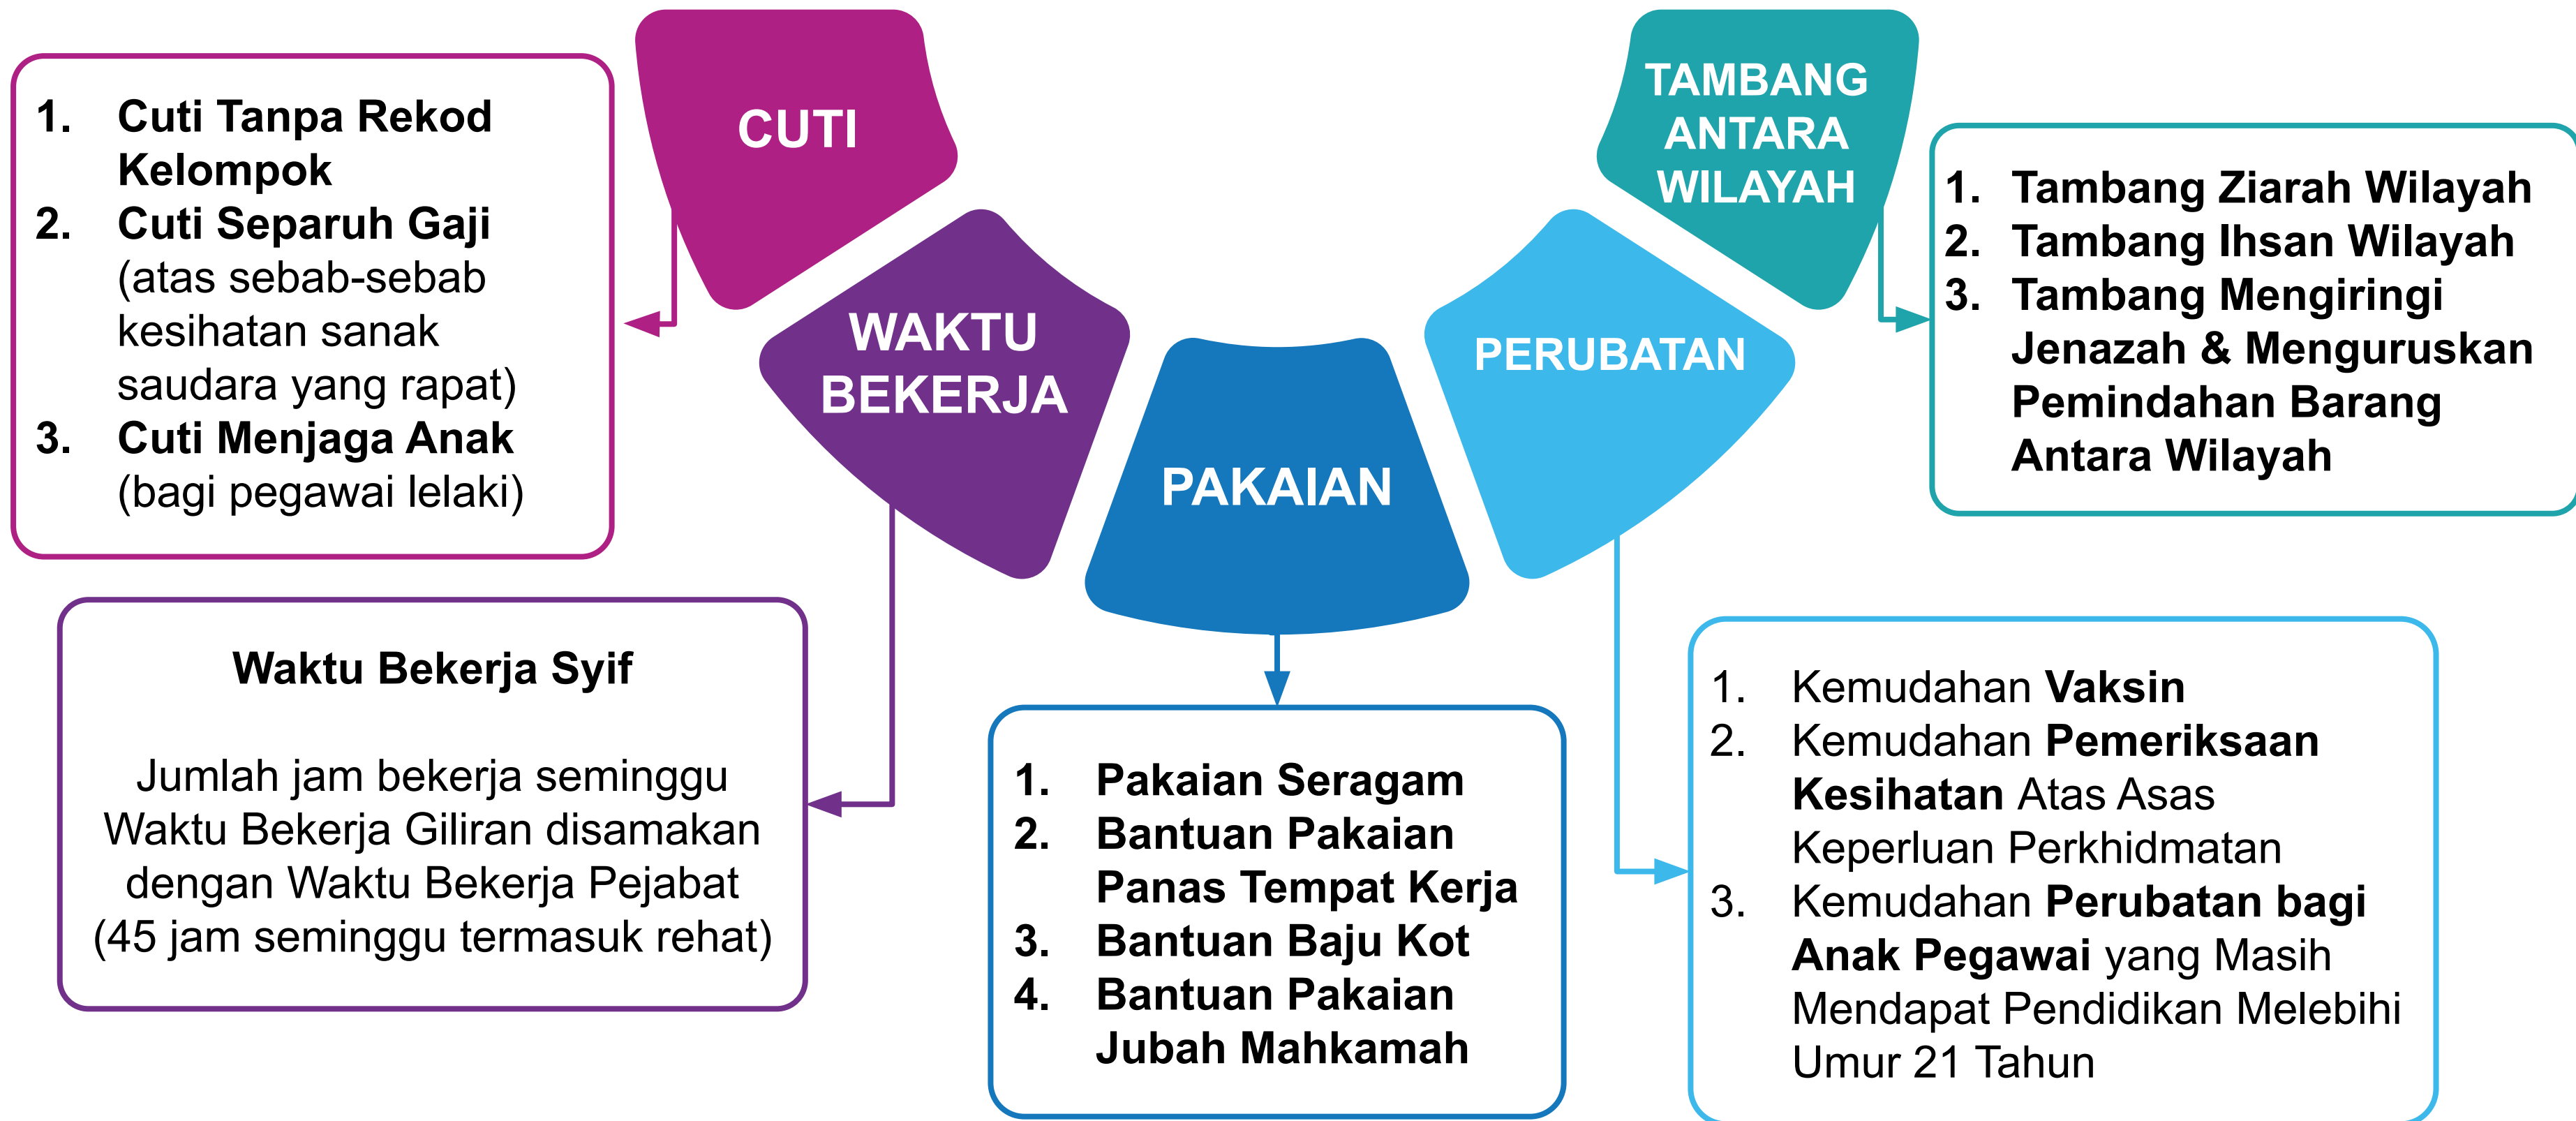 CUTI
1. Cuti Tanpa Rekod
Kelompok
2. Cuti Separuh Gaji
(atas sebab-sebab
kesihatan sanak
saudara yang rapat)
3. Cuti Menjaga Anak
(bagi pegawai lelaki)
WAKTU
BEKERJA
Waktu Bekerja Syif
Jumlah jam bekerja seminggu
Waktu Bekerja Giliran disamakan
dengan Waktu Bekerja Pejabat
(45 jam seminggu termasuk rehat)
PAKAIAN
1. Pakaian Seragam
2. Bantuan Pakaian
Panas Tempat Kerja
3. Bantuan Baju Kot
4. Bantuan Pakaian
Jubah Mahkamah
PERUBATAN
1. Kemudahan Vaksin
2. Kemudahan Pemeriksaan
Kesihatan Atas Asas
Keperluan Perkhidmatan
3. Kemudahan Perubatan bagi
Anak Pegawai yang Masih
Mendapat Pendidikan Melebihi
Umur 21 Tahun
TAMBANG
ANTARA
WILAYAH
1. Tambang Ziarah Wilayah
2. Tambang Ihsan Wilayah
3. Tambang Mengiringi
Jenazah & Menguruskan
Pemindahan Barang
Antara Wilayah